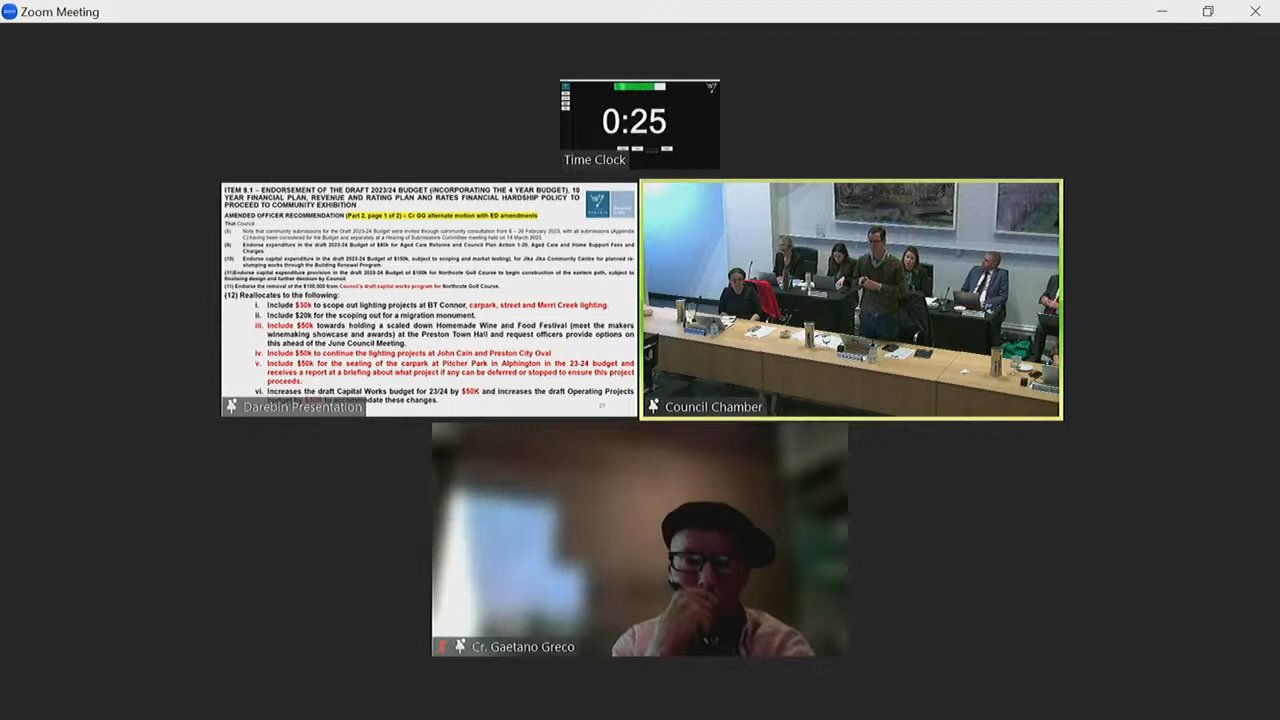 Zoom Meeting
0:25
Time Clock
ITEM 9.1 – ENDORSEMENT OF THE DRAFT 2023/24 BUDGET (INCORPORATING THE 4 YEAR BUDGET), 10
YEAR FINANCIAL PLAN, REVENUE AND RATING PLAN AND RATES FINANCIAL HARDSHIP POLICY TO
PROCEED TO COMMUNITY EXHIBITION
AMENDED OFFICER RECOMMENDATION (Part 2, page 1 of 2) – Cr GG alternate motion with ED amendments
That Council:
Note that community submissions for the Draft 2023-24 Budget were invited through community consultation from 6 – 26 February 2023, with all submissions (Appendix
C) having been considered for the Budget and separately at a Hearing of Submissions Committee meeting held on 14 March 2023.
(9) Endorse expenditure in the draft 2023-24 Budget of $80k for Aged Care Reforms and Council Plan Action 1-20, Aged Care and Home Support Fees and
Charges
(10) Endorse capital expenditure in the draft 2023-24 Budget of $150k, subject to scoping and market testing), for Jika Jika Community Centre for planned re-
stumping works through the Building Renewal Program.
(11)Endorse capital expenditure provision in the draft 2023-24 Budget of $100k for Northcote Golf Course to begin construction of the eastern path, subject to
finalising design and further decision by Council.
(11) Endorse the removal of the $100,000 from Council's draft capital works program for Northcote Golf Course.
(12) Reallocates to the following:
i. Include $30k to scope out lighting projects at BT Connor, carpark, street and Merri Creek lighting.
ii. Include $20k for the scoping out for a migration monument.
iii. Include $50k towards holding a scaled down Homemade Wine and Food Festival (meet the makers
winemaking showcase and awards) at the Preston Town Hall and request officers provide options on
this ahead of the June Council Meeting.
iv. Include $50k to continue the lighting projects at John Cain and Preston City Oval
v. Include $50k for the sealing of the carpark at Pitcher Park in Alphington in the 23-24 budget and
receives a report at a briefing about what project if any can be deferred or stopped to ensure this project
proceeds.
vi. Increases the draft Capital Works budget for 23/24 by $50K and increases the draft Operating Projects
budget by $50K to accommodate these changes.
27
Darebin Presentation
Council Chamber
Cr. Gaetano Greco